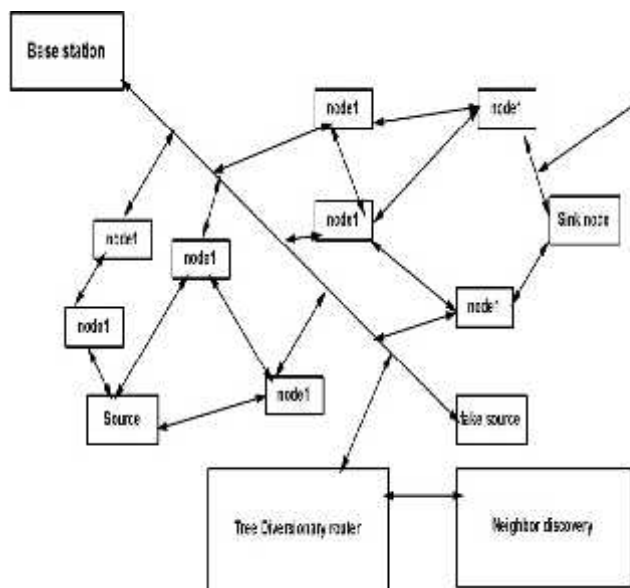 Base station
node1
node1
node1
node1
Sink node
node1
node1
node1
node1
Source
fake source
Tree Diversionary router
Neighbor discovery